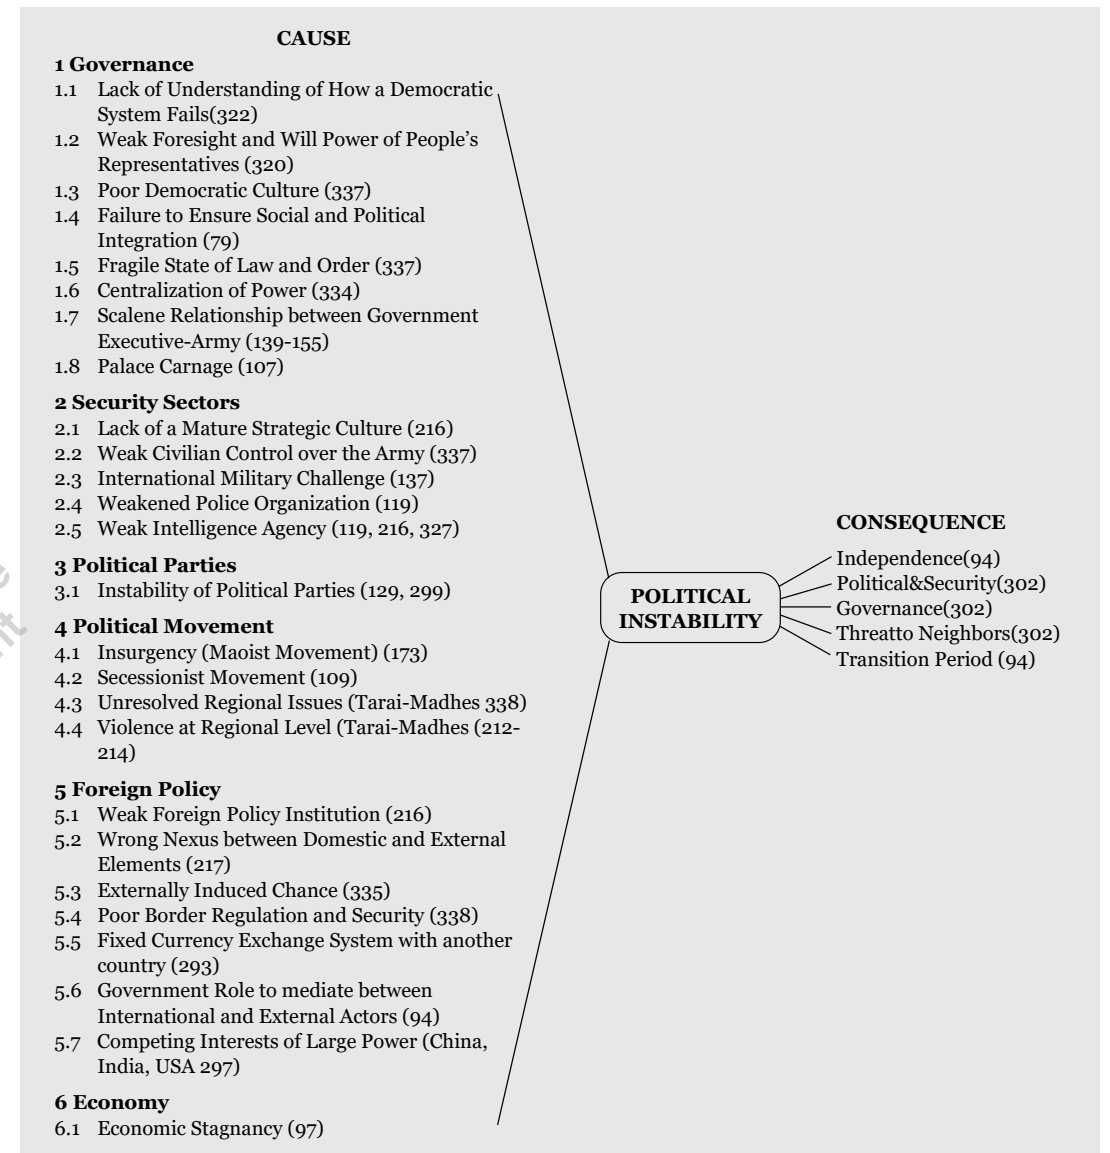 CAUSE
1 Governance
1.1 Lack of Understanding of How a Democratic
System Fails(322)
1.2 Weak Foresight and Will Power of People's
Representatives (320)
1.3 Poor Democratic Culture (337)
1.4 Failure to Ensure Social and Political
Integration (79)
1.5 Fragile State of Law and Order (337)
1.6 Centralization of Power (334)
1.7 Scalene Relationship between Government
Executive-Army (139-155)
1.8 Palace Carnage (107)
2 Security Sectors
2.1 Lack of a Mature Strategic Culture (216)
2.2 Weak Civilian Control over the Army (337)
2.3 International Military Challenge (137)
2.4 Weakened Police Organization (119)
2.5 Weak Intelligence Agency (119, 216, 327)
3 Political Parties
3.1 Instability of Political Parties (129, 299)
4 Political Movement
4.1 Insurgency (Maoist Movement) (173)
4.2 Secessionist Movement (109)
4.3 Unresolved Regional Issues (Tarai-Madhes 338)
4.4 Violence at Regional Level (Tarai-Madhes (212-
214)
5 Foreign Policy
5.1 Weak Foreign Policy Institution (216)
5.2 Wrong Nexus between Domestic and External
Elements (217)
5.3 Externally Induced Chance (335)
5.4 Poor Border Regulation and Security (338)
5.5 Fixed Currency Exchange System with another
country (293)
5.6 Government Role to mediate between
International and External Actors (94)
5.7 Competing Interests of Large Power (China,
India, USA 297)
6 Economy
6.1 Economic Stagnancy (97)
POLITICAL
INSTABILITY
CONSEQUENCE
Independence(94)
Political&Security(302)
Governance(302)
Threatto Neighbors(302)
Transition Period (94)